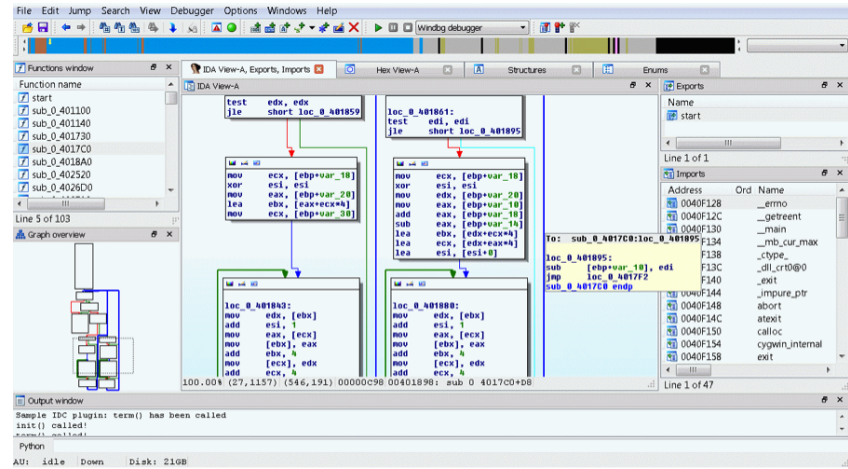 File Edit Jump Search View Debugger Options Windows Help
Windbg debugger
Functions window
IDA View-A, Exports, Imports
Hex View-A
Structures
Enums
Function name
start
sub_0_401100
sub_0_401140
sub_0_401730
sub_0_4017C0
sub_0_4018A0
sub_0_402520
sub_0_4026D0
Line 5 of 103
Graph overview
IDA View-A
test edx, edx
jle short loc_0_401859
mov ecx, [ebp+var_18]
xor esi, esi
mov eax, [ebp+var_20]
lea ebx, [eax+ecx*4]
mov ecx, [ebp+var_30]
loc_0_401843:
mov edx, [ebx]
add esi, 1
mov eax, [ecx]
mov [ebx], eax
add ebx, 4
mov [ecx], edx
add ecx, 4
loc_0_401861:
test edi, edi
jle short loc_0_401895
mov ecx, [ebp+var_18]
xor esi, esi
mov edx, [ebp+var_20]
mov eax, [ebp+var_10]
add eax, [ebp+var_18]
sub eax, [ebp+var_14]
lea ebx, [edx+ecx*4]
lea ecx, [edx+eax*4]
lea esi, [esi+0]
loc_0_401880:
mov edx, [ebx]
add esi, 1
mov eax, [ecx]
mov [ebx], eax
add ebx, 4
mov [ecx], edx
add ecx, 4
To: sub_0_4017C0:loc_0_401895
loc_0_401895:
sub [ebp+var_10], edi
jmp loc_0_4017F2
sub_0_4017C0 endp
100.00% (27,1157) (546,191) 00000C98 00401898: sub_0_4017C0+D8
Exports
Name
start
Line 1 of 1
Imports
Address Ord Name
0040F128 __errno
0040F12C __getreent
0040F130 __main
F134 __mb_cur_max
F138 _ctype_
F13C _dll_crt0@0
F140 _exit
0040F144 _impure_ptr
0040F148 abort
0040F14C atexit
0040F150 calloc
0040F154 cygwin_internal
0040F158 exit
Line 1 of 47
Output window
Sample IDC plugin: term() has been called
init() called!
term() called!
Python
AU: idle Down Disk: 21GB